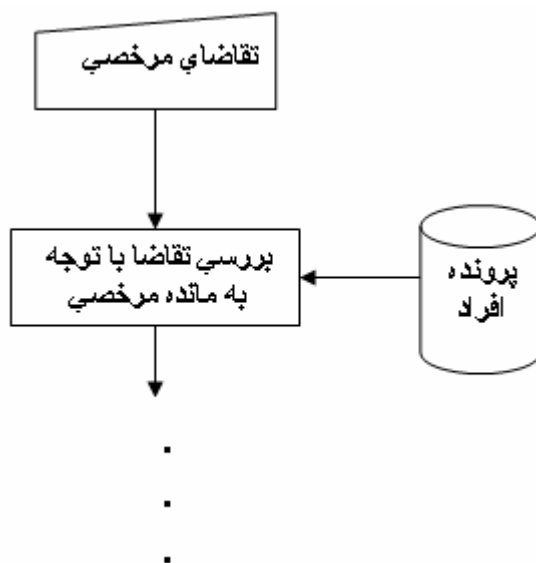 تقاضاي مرخصي
بررسي تقاضا با توجه
به مانده مرخصي
پرونده
افراد